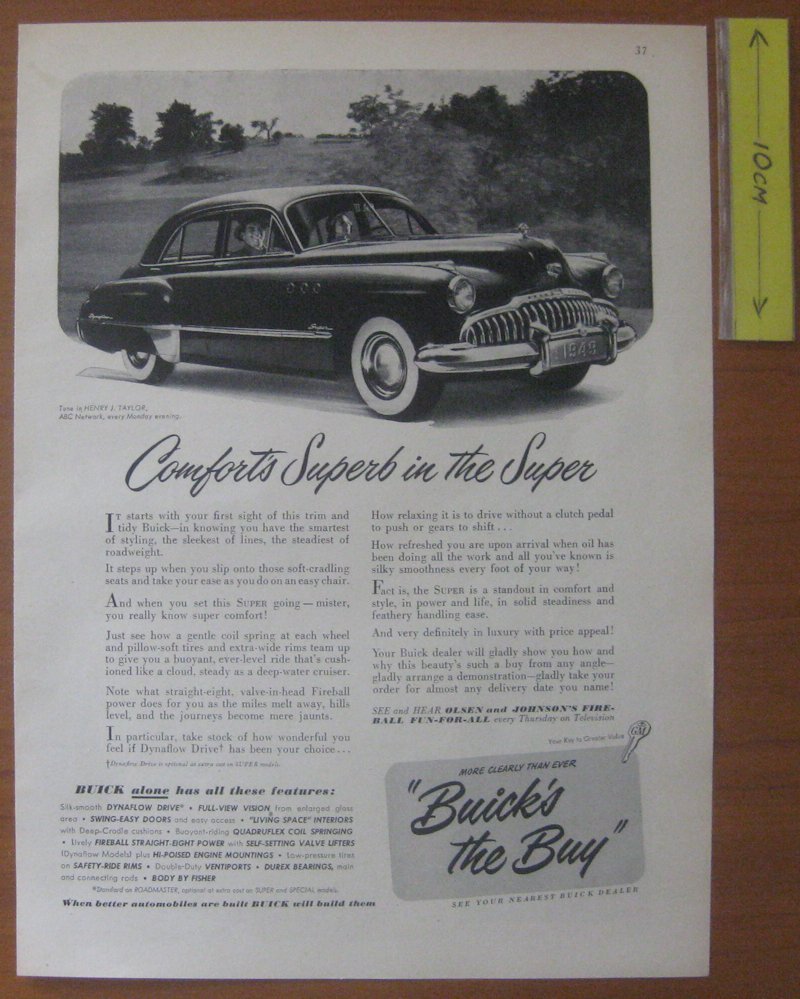 37
10CM
Dynaflow
Super
1949
Tune in HENRY J. TAYLOR,
ABC Network, every Monday evening.
Comfort's Superb in the Super
IT starts with your first sight of this trim and
tidy Buick—in knowing you have the smartest
of styling, the sleekest of lines, the steadiest of
roadweight.
It steps up when you slip onto those soft-cradling
seats and take your ease as you do on an easy chair.
And when you set this SUPER going—mister,
you really know super comfort!
Just see how a gentle coil spring at each wheel
and pillow-soft tires and extra-wide rims team up
to give you a buoyant, ever-level ride that's cush-
ioned like a cloud, steady as a deep-water cruiser.
Note what straight-eight, valve-in-head Fireball
power does for you as the miles melt away, hills
level, and the journeys become mere jaunts.
In particular, take stock of how wonderful you
feel if Dynaflow Drive† has been your choice...
†Dynaflow Drive is optional at extra cost on SUPER models.
How relaxing it is to drive without a clutch pedal
to push or gears to shift...
How refreshed you are upon arrival when oil has
been doing all the work and all you've known is
silky smoothness every foot of your way!
Fact is, the SUPER is a standout in comfort and
style, in power and life, in solid steadiness and
feathery handling ease.
And very definitely in luxury with price appeal!
Your Buick dealer will gladly show you how and
why this beauty's such a buy from any angle—
gladly arrange a demonstration—gladly take your
order for almost any delivery date you name!
SEE and HEAR OLSEN and JOHNSON'S FIRE-
BALL FUN-FOR-ALL every Thursday on Television
BUICK alone has all these features:
Silk-smooth DYNAFLOW DRIVE* • FULL-VIEW VISION from enlarged glass
area • SWING-EASY DOORS and easy access • "LIVING SPACE" INTERIORS
with Deep-Cradle cushions • Buoyant-riding QUADRUFLEX COIL SPRINGING
• Lively FIREBALL STRAIGHT-EIGHT POWER with SELF-SETTING VALVE LIFTERS
(Dynaflow Models) plus HI-POISED ENGINE MOUNTINGS • Low-pressure tires
on SAFETY-RIDE RIMS • Double-Duty VENTIPORTS • DUREX BEARINGS, main
and connecting rods • BODY BY FISHER
*Standard on ROADMASTER, optional at extra cost on SUPER and SPECIAL models.
When better automobiles are built BUICK will build them
Your Key to Greater Value
GM
MORE CLEARLY THAN EVER
"Buick's
the Buy"
SEE YOUR NEAREST BUICK DEALER